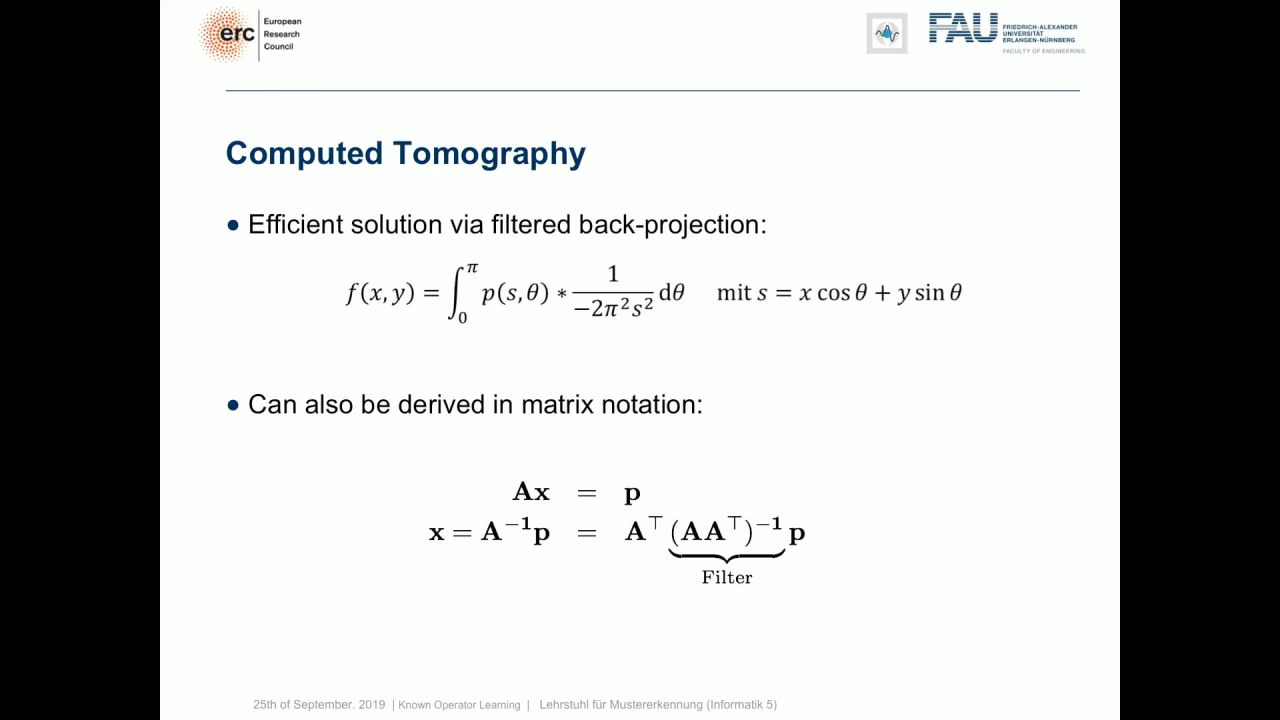 erc
European
Research
Council
FAU
FRIEDRICH-ALEXANDER
UNIVERSITÄT
ERLANGEN-NÜRNBERG
FACULTY OF ENGINEERING
Computed Tomography
● Efficient solution via filtered back-projection:
f(x, y) = ∫₀^π p(s, θ) ∗ 1/(−2π²s²) dθ mit s = x cos θ + y sin θ
● Can also be derived in matrix notation:
Ax = p
x = A⁻¹p = A⊤ (AA⊤)⁻¹ p
Filter
25th of September. 2019 | Known Operator Learning | Lehrstuhl für Mustererkennung (Informatik 5)